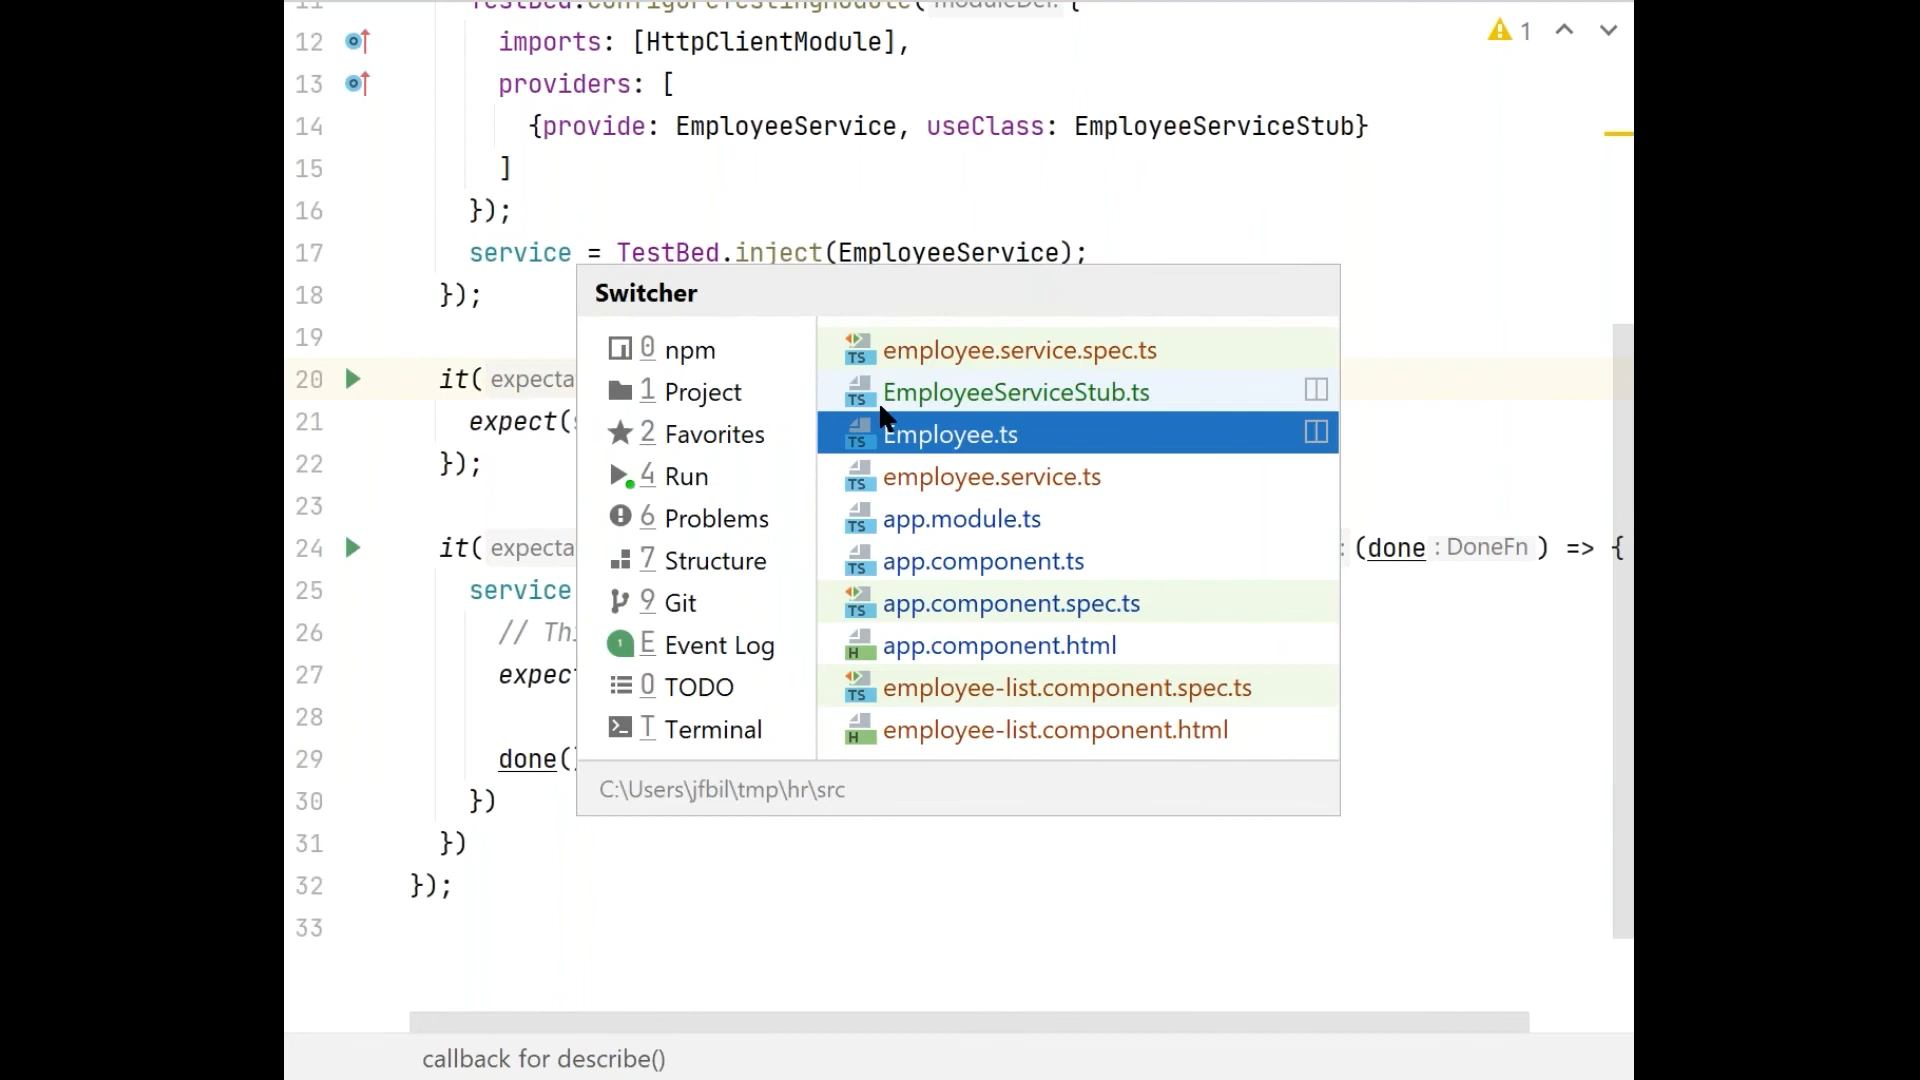 11 TestBed.configureTestingModule( moduleDef: {
12 imports: [HttpClientModule],
13 providers: [
14 {provide: EmployeeService, useClass: EmployeeServiceStub}
15 ]
16 });
17 service = TestBed.inject(EmployeeService);
18 });
19
20 it( expecta
21 expect(s
22 });
23
24 it( expecta : (done : DoneFn ) => {
25 service
26 // Thi
27 expec
28
29 done()
30 })
31 })
32 });
33
1
Switcher
0 npm
1 Project
2 Favorites
4 Run
6 Problems
7 Structure
9 Git
E Event Log
O TODO
T Terminal
employee.service.spec.ts
EmployeeServiceStub.ts
Employee.ts
employee.service.ts
app.module.ts
app.component.ts
app.component.spec.ts
app.component.html
employee-list.component.spec.ts
employee-list.component.html
C:\Users\jfbil\tmp\hr\src
callback for describe()